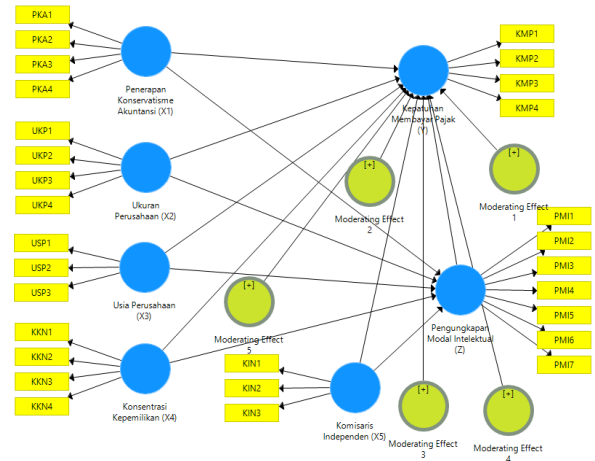 PKA1
PKA2
PKA3
PKA4
Penerapan
Konservatisme
Akuntansi (X1)
UKP1
UKP2
UKP3
UKP4
Ukuran
Perusahaan
(X2)
USP1
USP2
USP3
Usia Perusahaan
(X3)
KKN1
KKN2
KKN3
KKN4
Konsentrasi
Kepemilikan (X4)
KIN1
KIN2
KIN3
Komisaris
Independen (X5)
KMP1
KMP2
KMP3
KMP4
Kepatuhan
Membayar Pajak
(Y)
[+]
Moderating Effect
1
[+]
Moderating Effect
2
[+]
Moderating Effect
5
PMI1
PMI2
PMI3
PMI4
PMI5
PMI6
PMI7
Pengungkapan
Modal Intelektual
(Z)
[+]
Moderating Effect
3
[+]
Moderating Effect
4